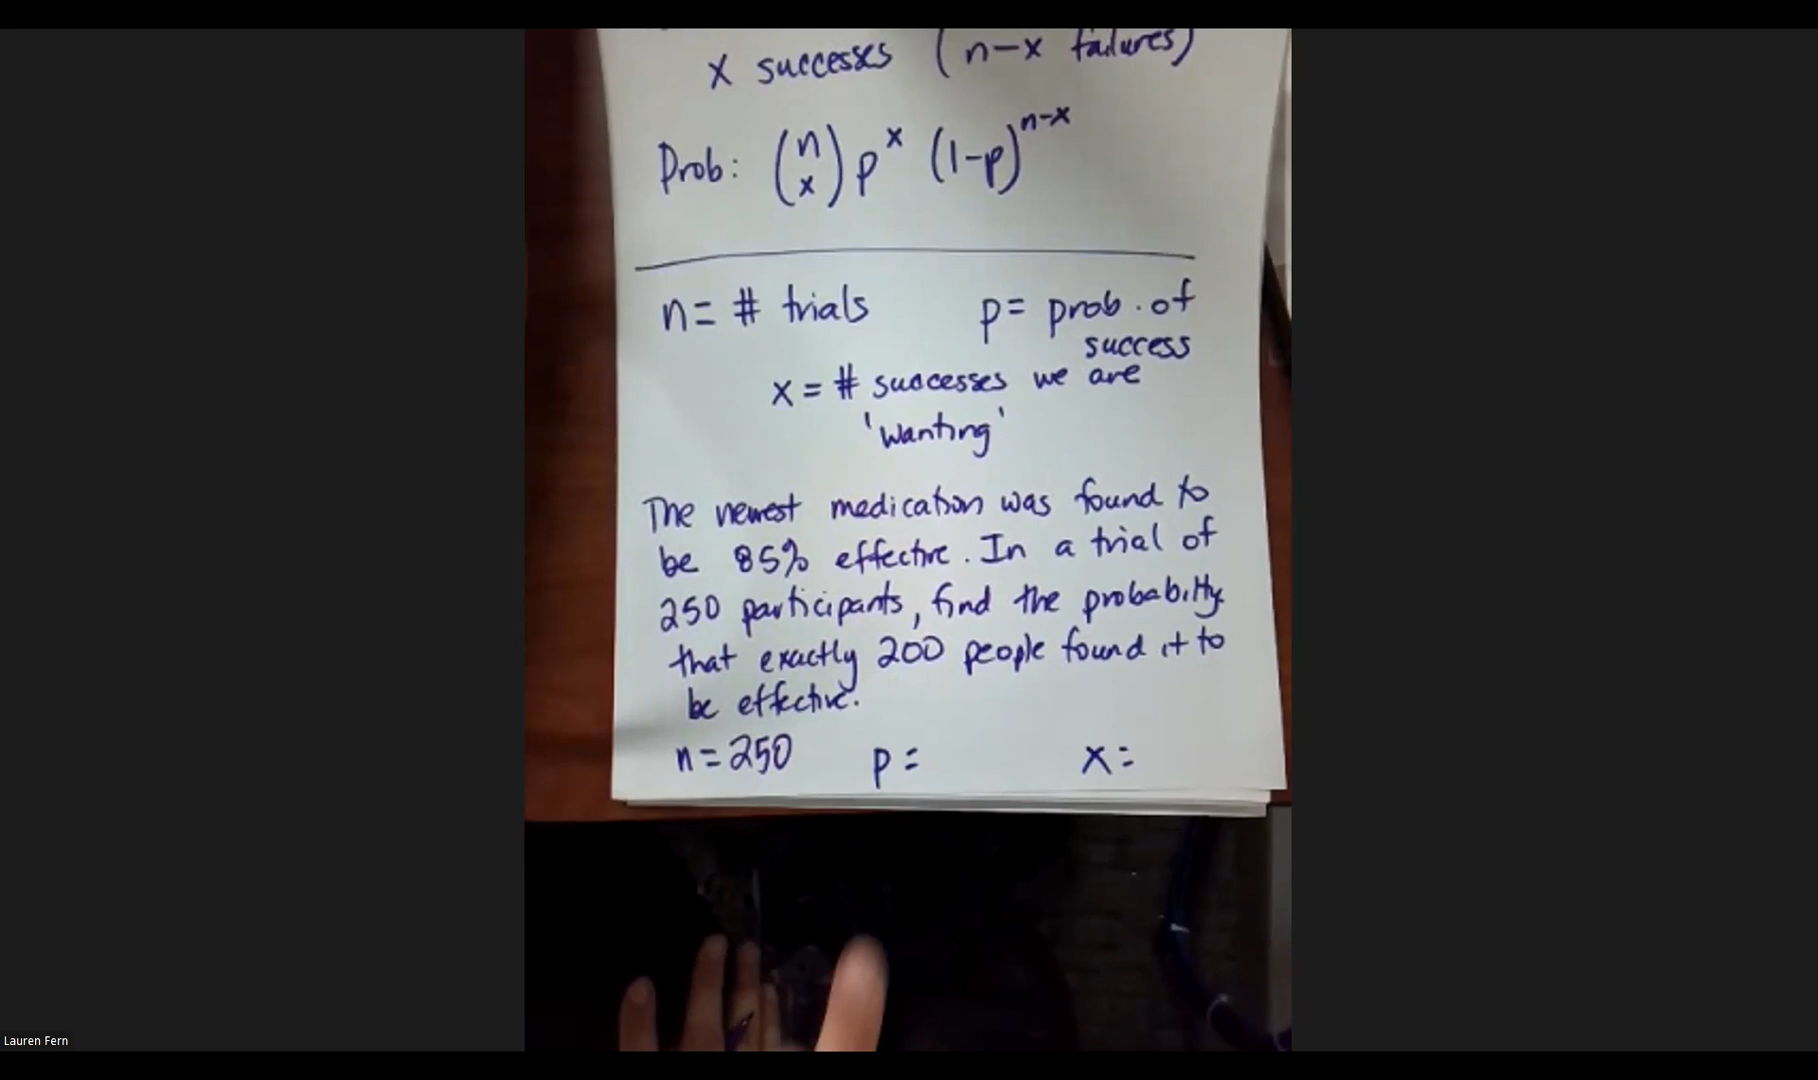 x successes (n-x failures)
Prob: (n x) p^x (1-p)^n-x
n = # trials p = prob. of
success
x = # successes we are
'wanting'
The newest medication was found to
be 85% effective. In a trial of
250 participants, find the probability
that exactly 200 people found it to
be effective.
n = 250 p = x =
Lauren Fern